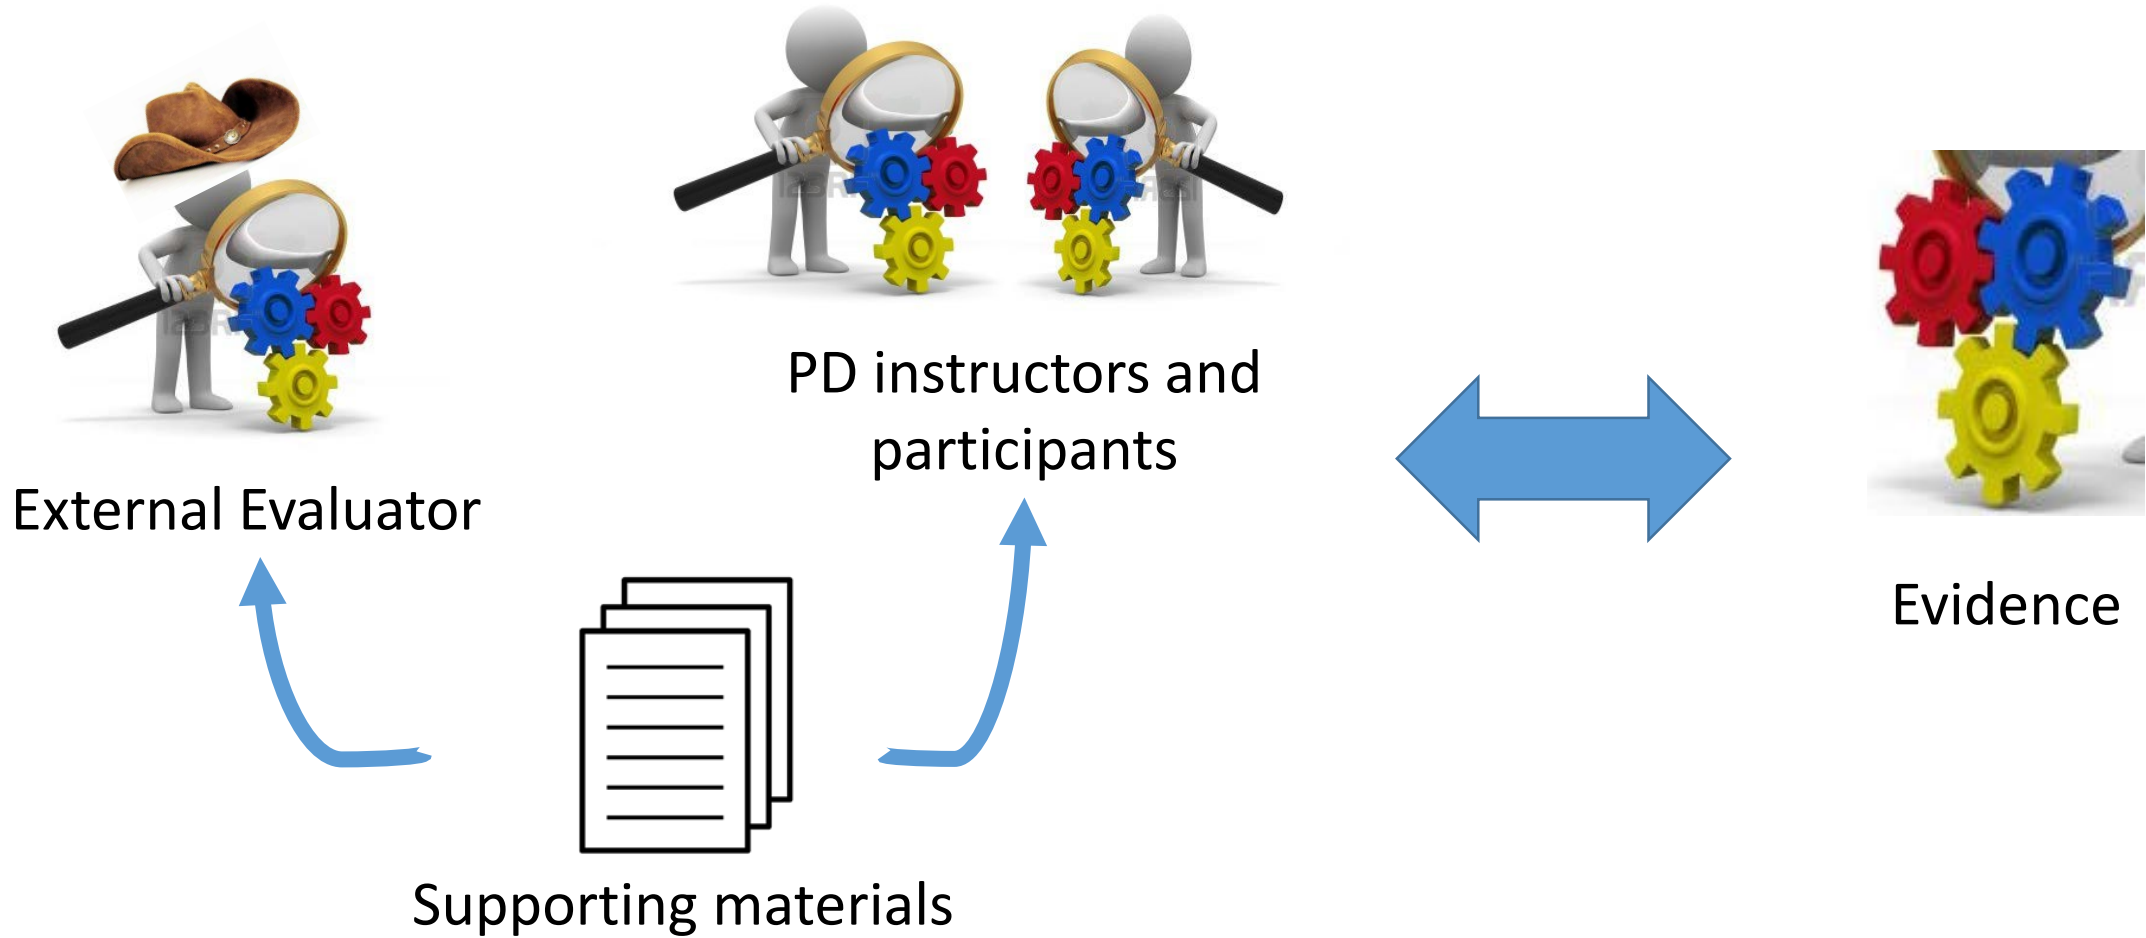 PD instructors and
participants
External Evaluator
Evidence
Supporting materials